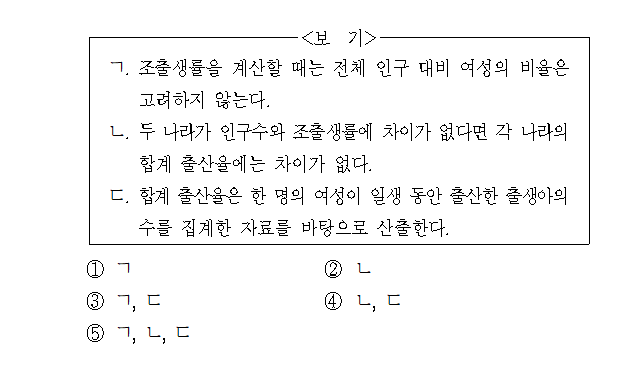 <보 기>
ㄱ. 조출생률을 계산할 때는 전체 인구 대비 여성의 비율은
고려하지 않는다.
ㄴ. 두 나라가 인구수와 조출생률에 차이가 없다면 각 나라의
합계 출산율에는 차이가 없다.
ㄷ. 합계 출산율은 한 명의 여성이 일생 동안 출산한 출생아의
수를 집계한 자료를 바탕으로 산출한다.
① ㄱ ② ㄴ
③ ㄱ, ㄷ ④ ㄴ, ㄷ
⑤ ㄱ, ㄴ, ㄷ